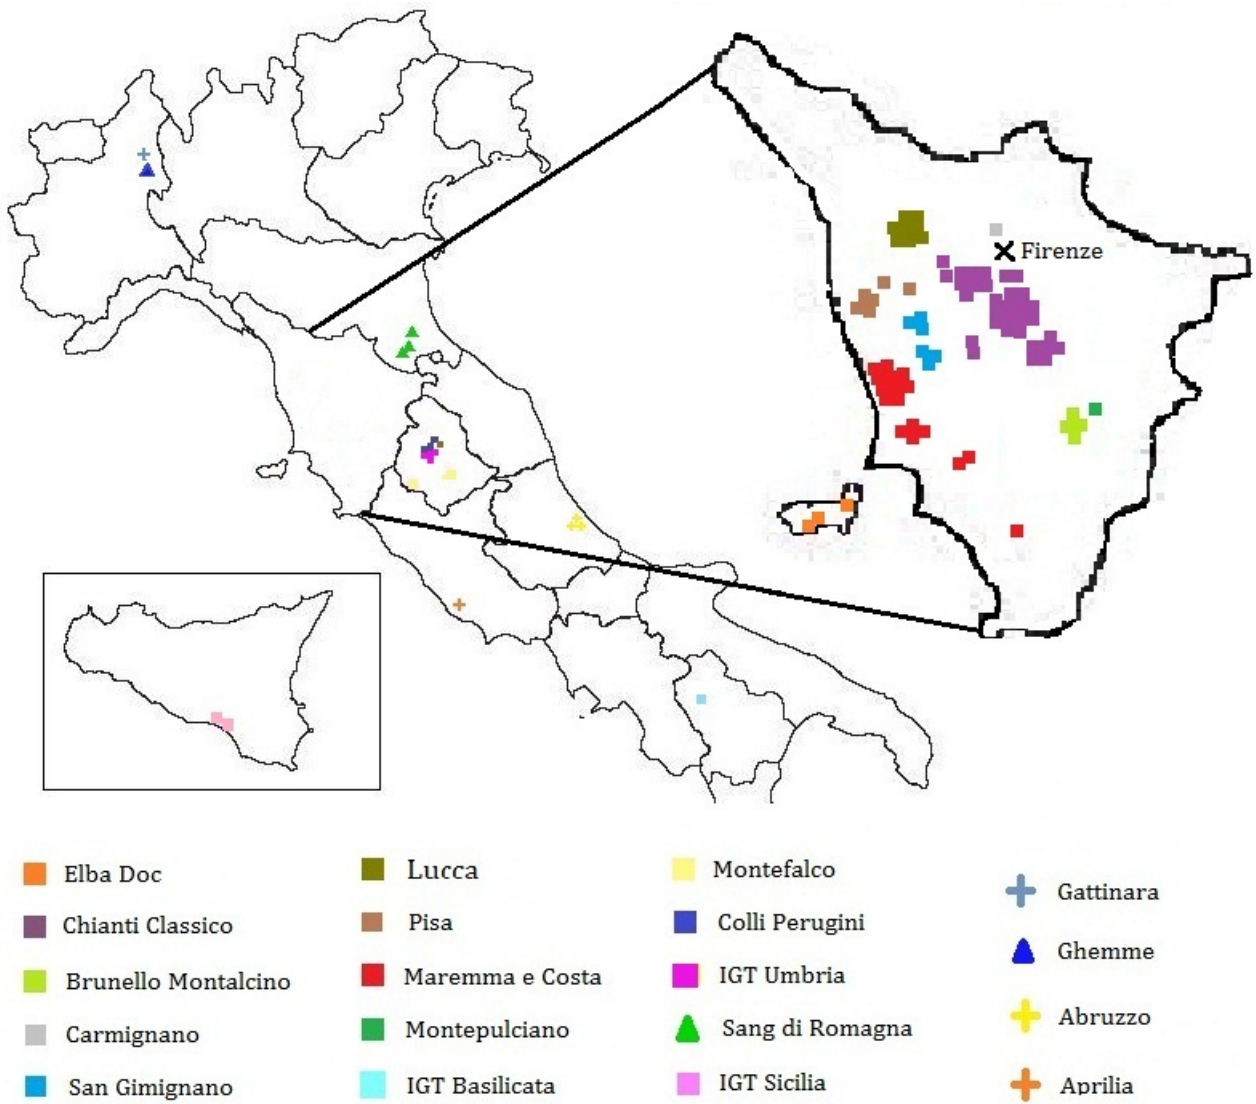 Firenze
Elba Doc
Chianti Classico
Brunello Montalcino
Carmignano
San Gimignano
Lucca
Pisa
Maremma e Costa
Montepulciano
IGT Basilicata
Montefalco
Colli Perugini
IGT Umbria
Sang di Romagna
IGT Sicilia
Gattinara
Ghemme
Abruzzo
Aprilia